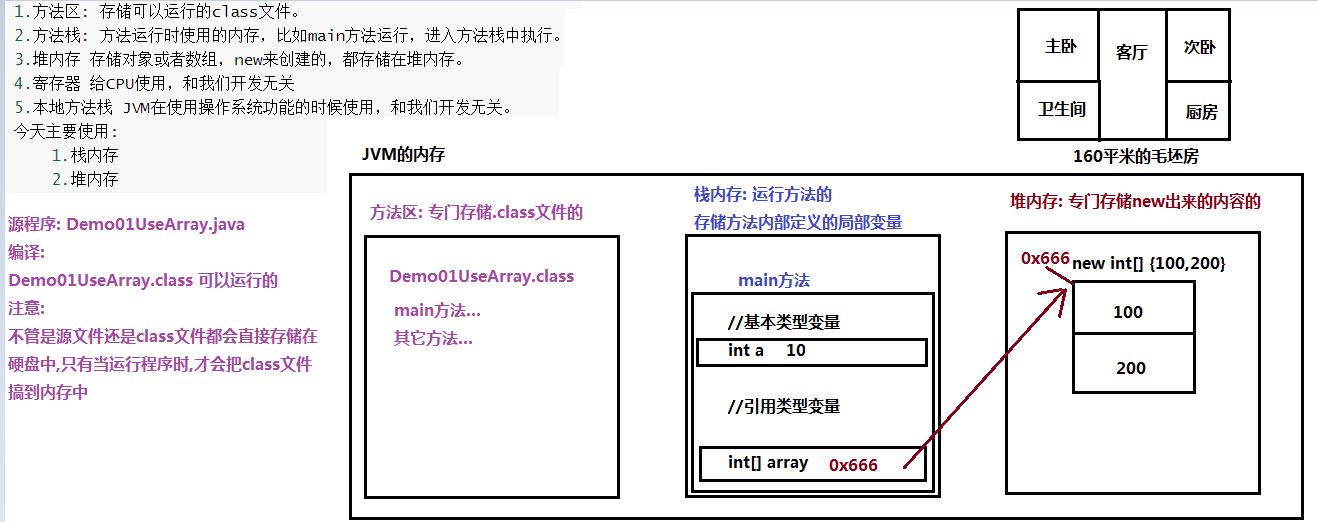 1.方法区: 存储可以运行的class文件。
2.方法栈: 方法运行时使用的内存，比如main方法运行，进入方法栈中执行。
3.堆内存 存储对象或者数组，new来创建的，都存储在堆内存。
4.寄存器 给CPU使用，和我们开发无关
5.本地方法栈 JVM在使用操作系统功能的时候使用，和我们开发无关。
今天主要使用:
1.栈内存
2.堆内存
主卧
客厅
次卧
卫生间
厨房
160平米的毛坯房
源程序: Demo01UseArray.java
编译:
Demo01UseArray.class 可以运行的
注意:
不管是源文件还是class文件都会直接存储在
硬盘中,只有当运行程序时,才会把class文件
搞到内存中
JVM的内存
方法区: 专门存储.class文件的
Demo01UseArray.class
main方法...
其它方法...
栈内存: 运行方法的
存储方法内部定义的局部变量
main方法
//基本类型变量
int a 10
//引用类型变量
int[] array 0x666
堆内存: 专门存储new出来的内容的
0x666
new int[] {100,200}
100
200